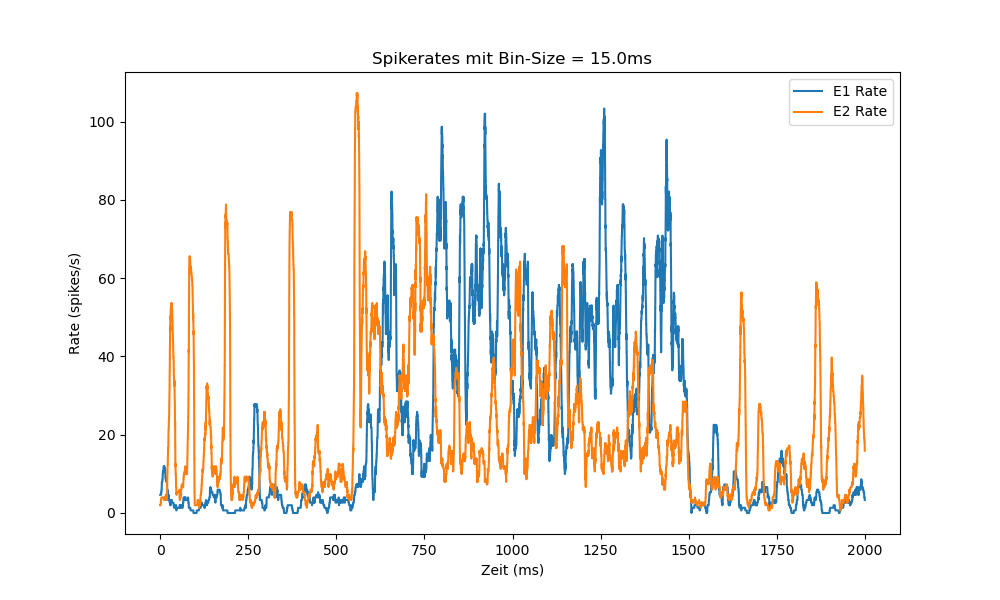 Spikerates mit Bin-Size = 15.0ms
E1 Rate
E2 Rate
Rate (spikes/s)
100
80
60
40
20
0
0 250 500 750 1000 1250 1500 1750 2000
Zeit (ms)